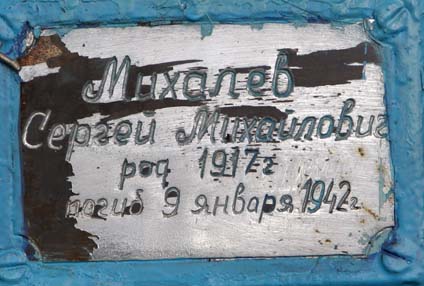 Михалев
Сергей Михайлович
род 1917г
погиб 9 января 1942г